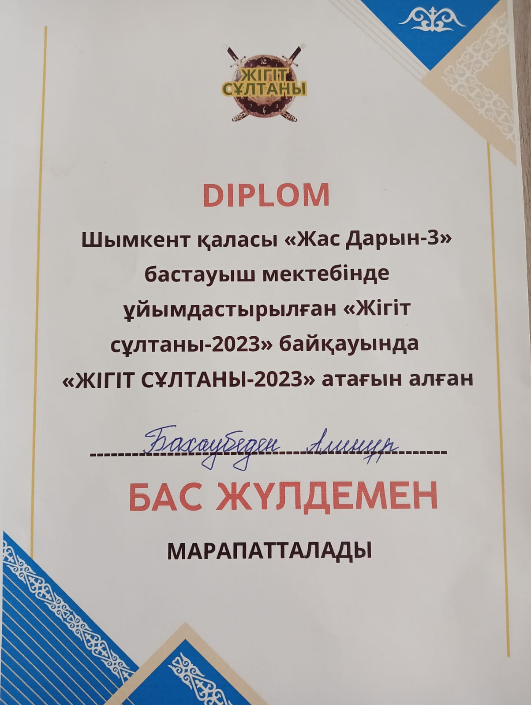 ЖІГІТ
СҰЛТАНЫ
DIPLOM
Шымкент қаласы «Жас Дарын-3»
бастауыш мектебінде
ұйымдастырылған «Жігіт
сұлтаны-2023» байқауында
«ЖІГІТ СҰЛТАНЫ-2023» атағын алған
Бахаубеден Алинұр
БАС ЖҮЛДЕМЕН
МАРАПАТТАЛАДЫ